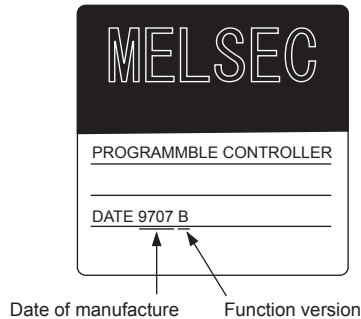 MELSEC
PROGRAMMBLE CONTROLLER
DATE 9707 B
Date of manufacture Function version